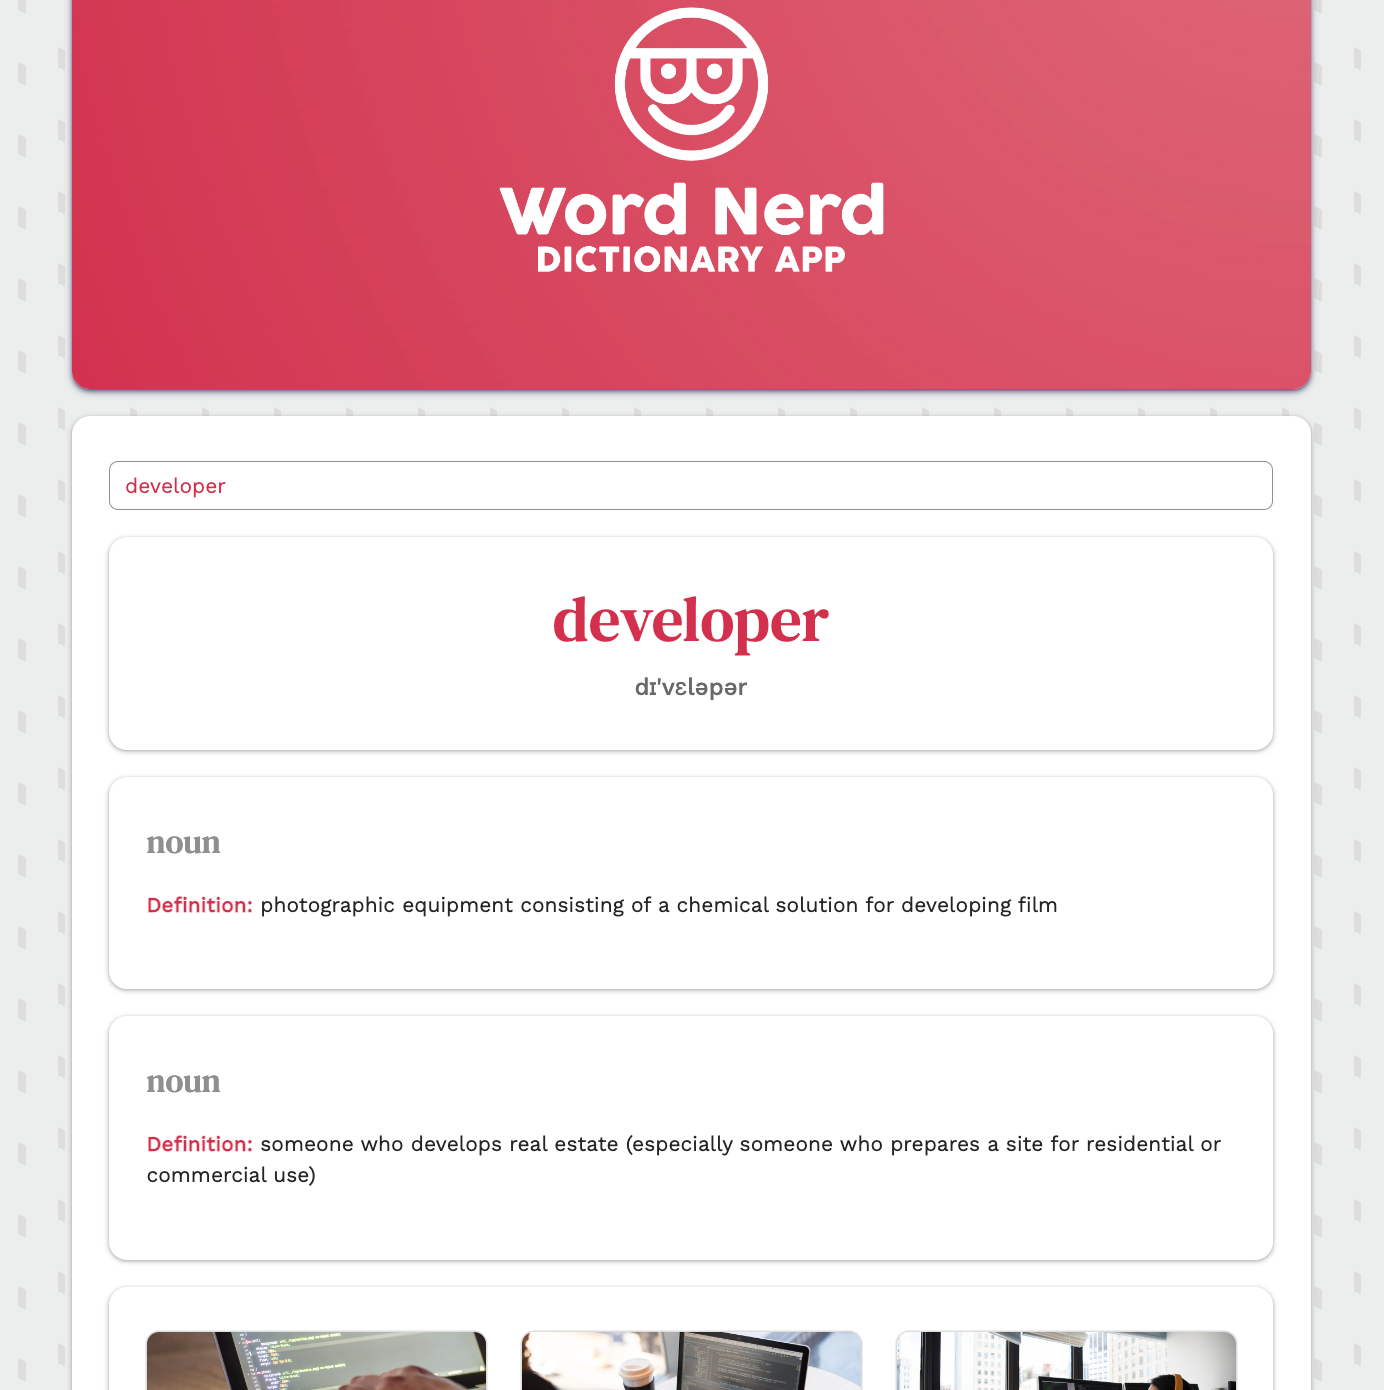 Word Nerd
DICTIONARY APP
developer
developer
dɪ'vɛləpər
noun
Definition: photographic equipment consisting of a chemical solution for developing film
noun
Definition: someone who develops real estate (especially someone who prepares a site for residential or
commercial use)